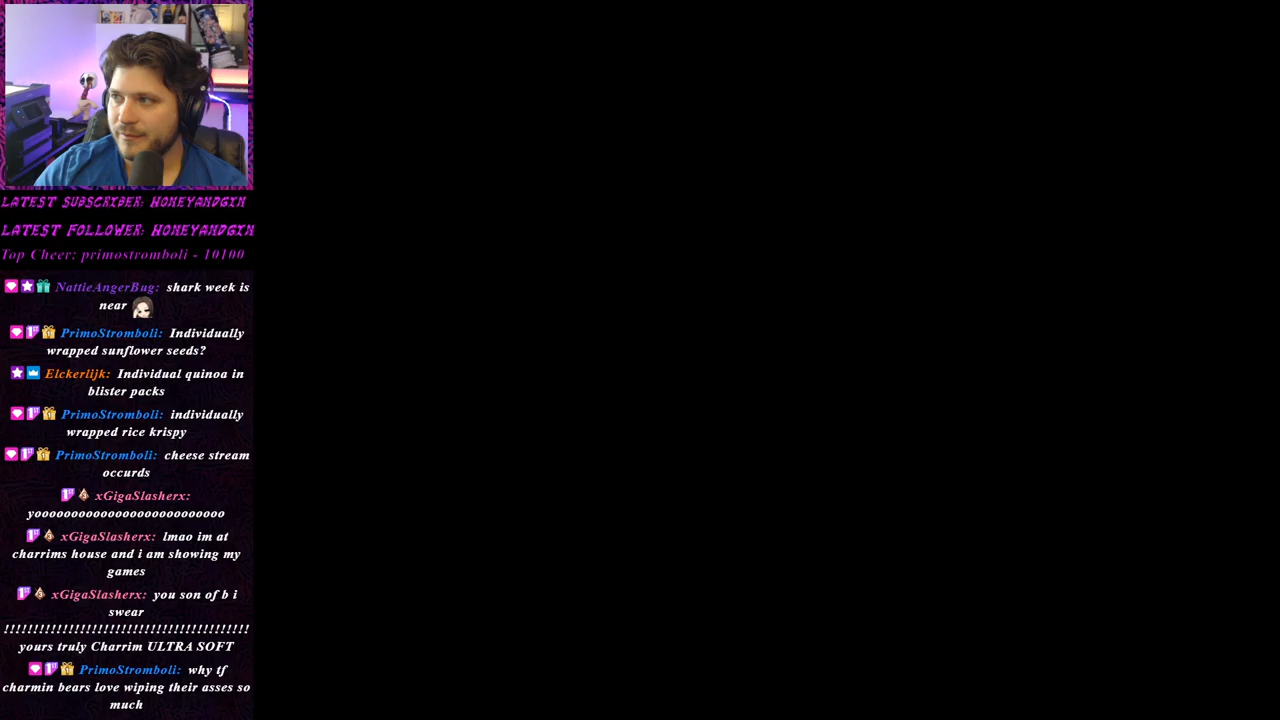 LATEST SUBSCRIBER: HONEYANDGIN
LATEST FOLLOWER: HONEYANDGIN
Top Cheer: primostromboli - 10100
NattieAngerBug: shark week is
near
PrimoStromboli: Individually
wrapped sunflower seeds?
Elckerlijk: Individual quinoa in
blister packs
PrimoStromboli: individually
wrapped rice krispy
PrimoStromboli: cheese stream
occurds
xGigaSlasherx:
yoooooooooooooooooooooooooo
xGigaSlasherx: lmao im at
charrims house and i am showing my
games
xGigaSlasherx: you son of b i
swear
!!!!!!!!!!!!!!!!!!!!!!!!!!!!!!!!!!!!!!!!!!
yours truly Charrim ULTRA SOFT
PrimoStromboli: why tf
charmin bears love wiping their asses so
much